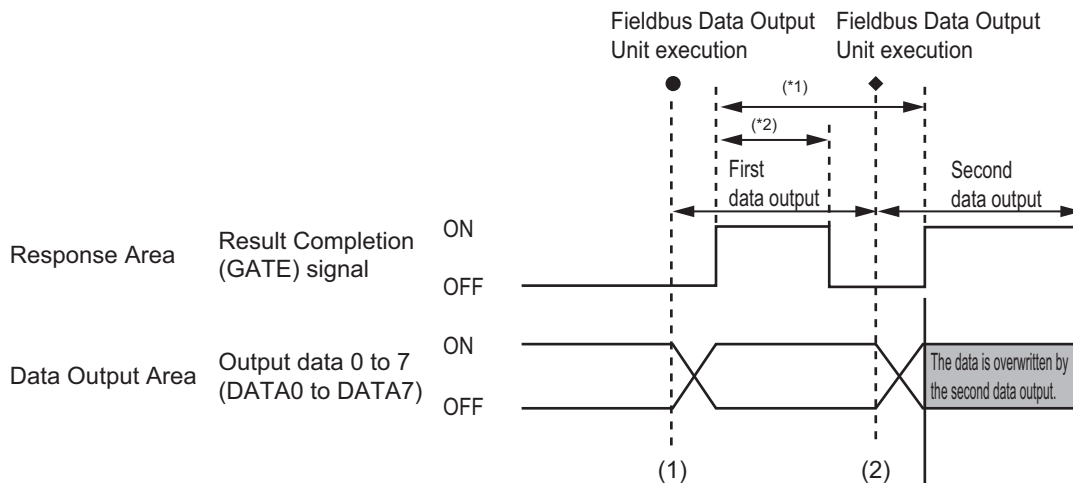 Fieldbus Data Output
Unit execution
Fieldbus Data Output
Unit execution
(*1)
(*2)
First
data output
Second
data output
Response Area
Result Completion
(GATE) signal
ON
OFF
Data Output Area
Output data 0 to 7
(DATA0 to DATA7)
ON
OFF
The data is overwritten by
the second data output.
(1)
(2)